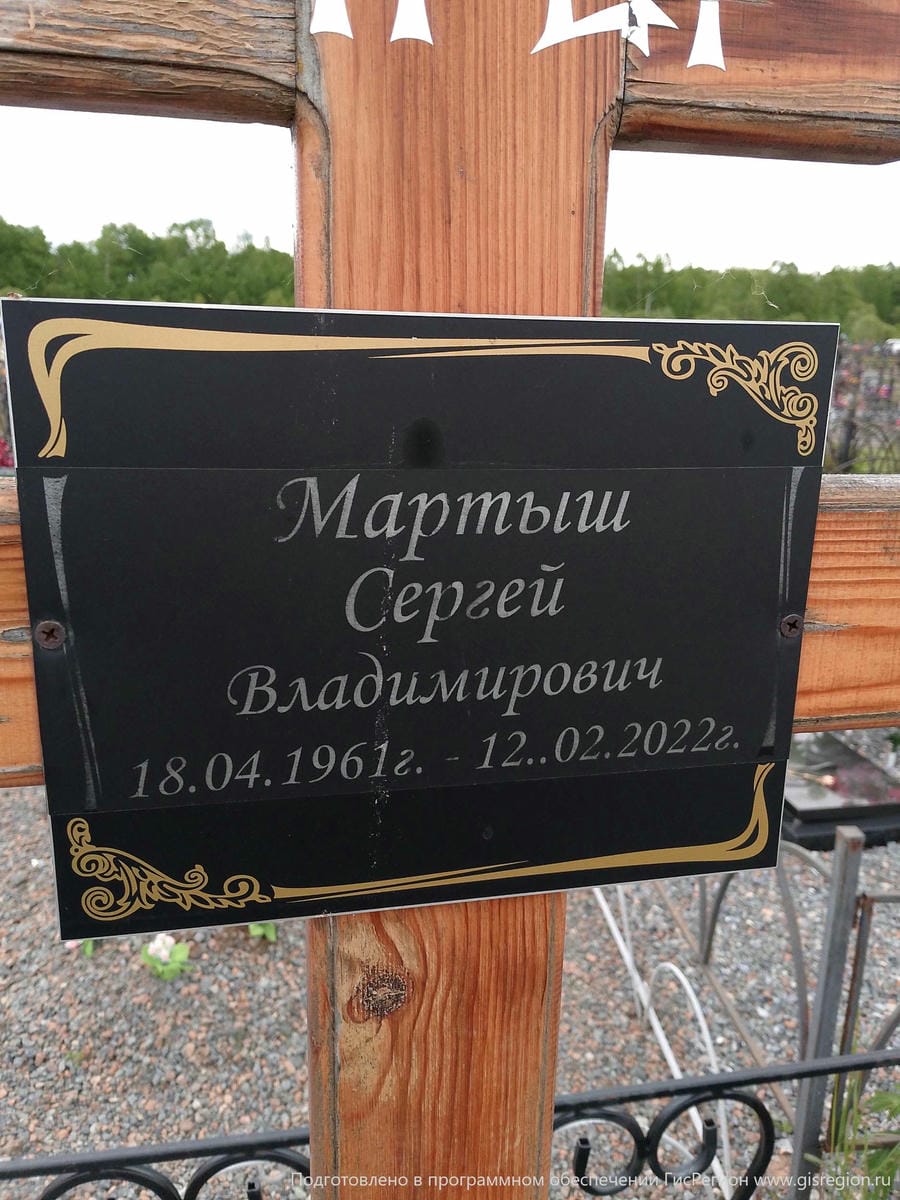 Мартыш
Сергей
Владимирович
18.04.1961г. - 12..02.2022г.
Подготовлено в программном обеспечении ГисРегион www.gisregion.ru